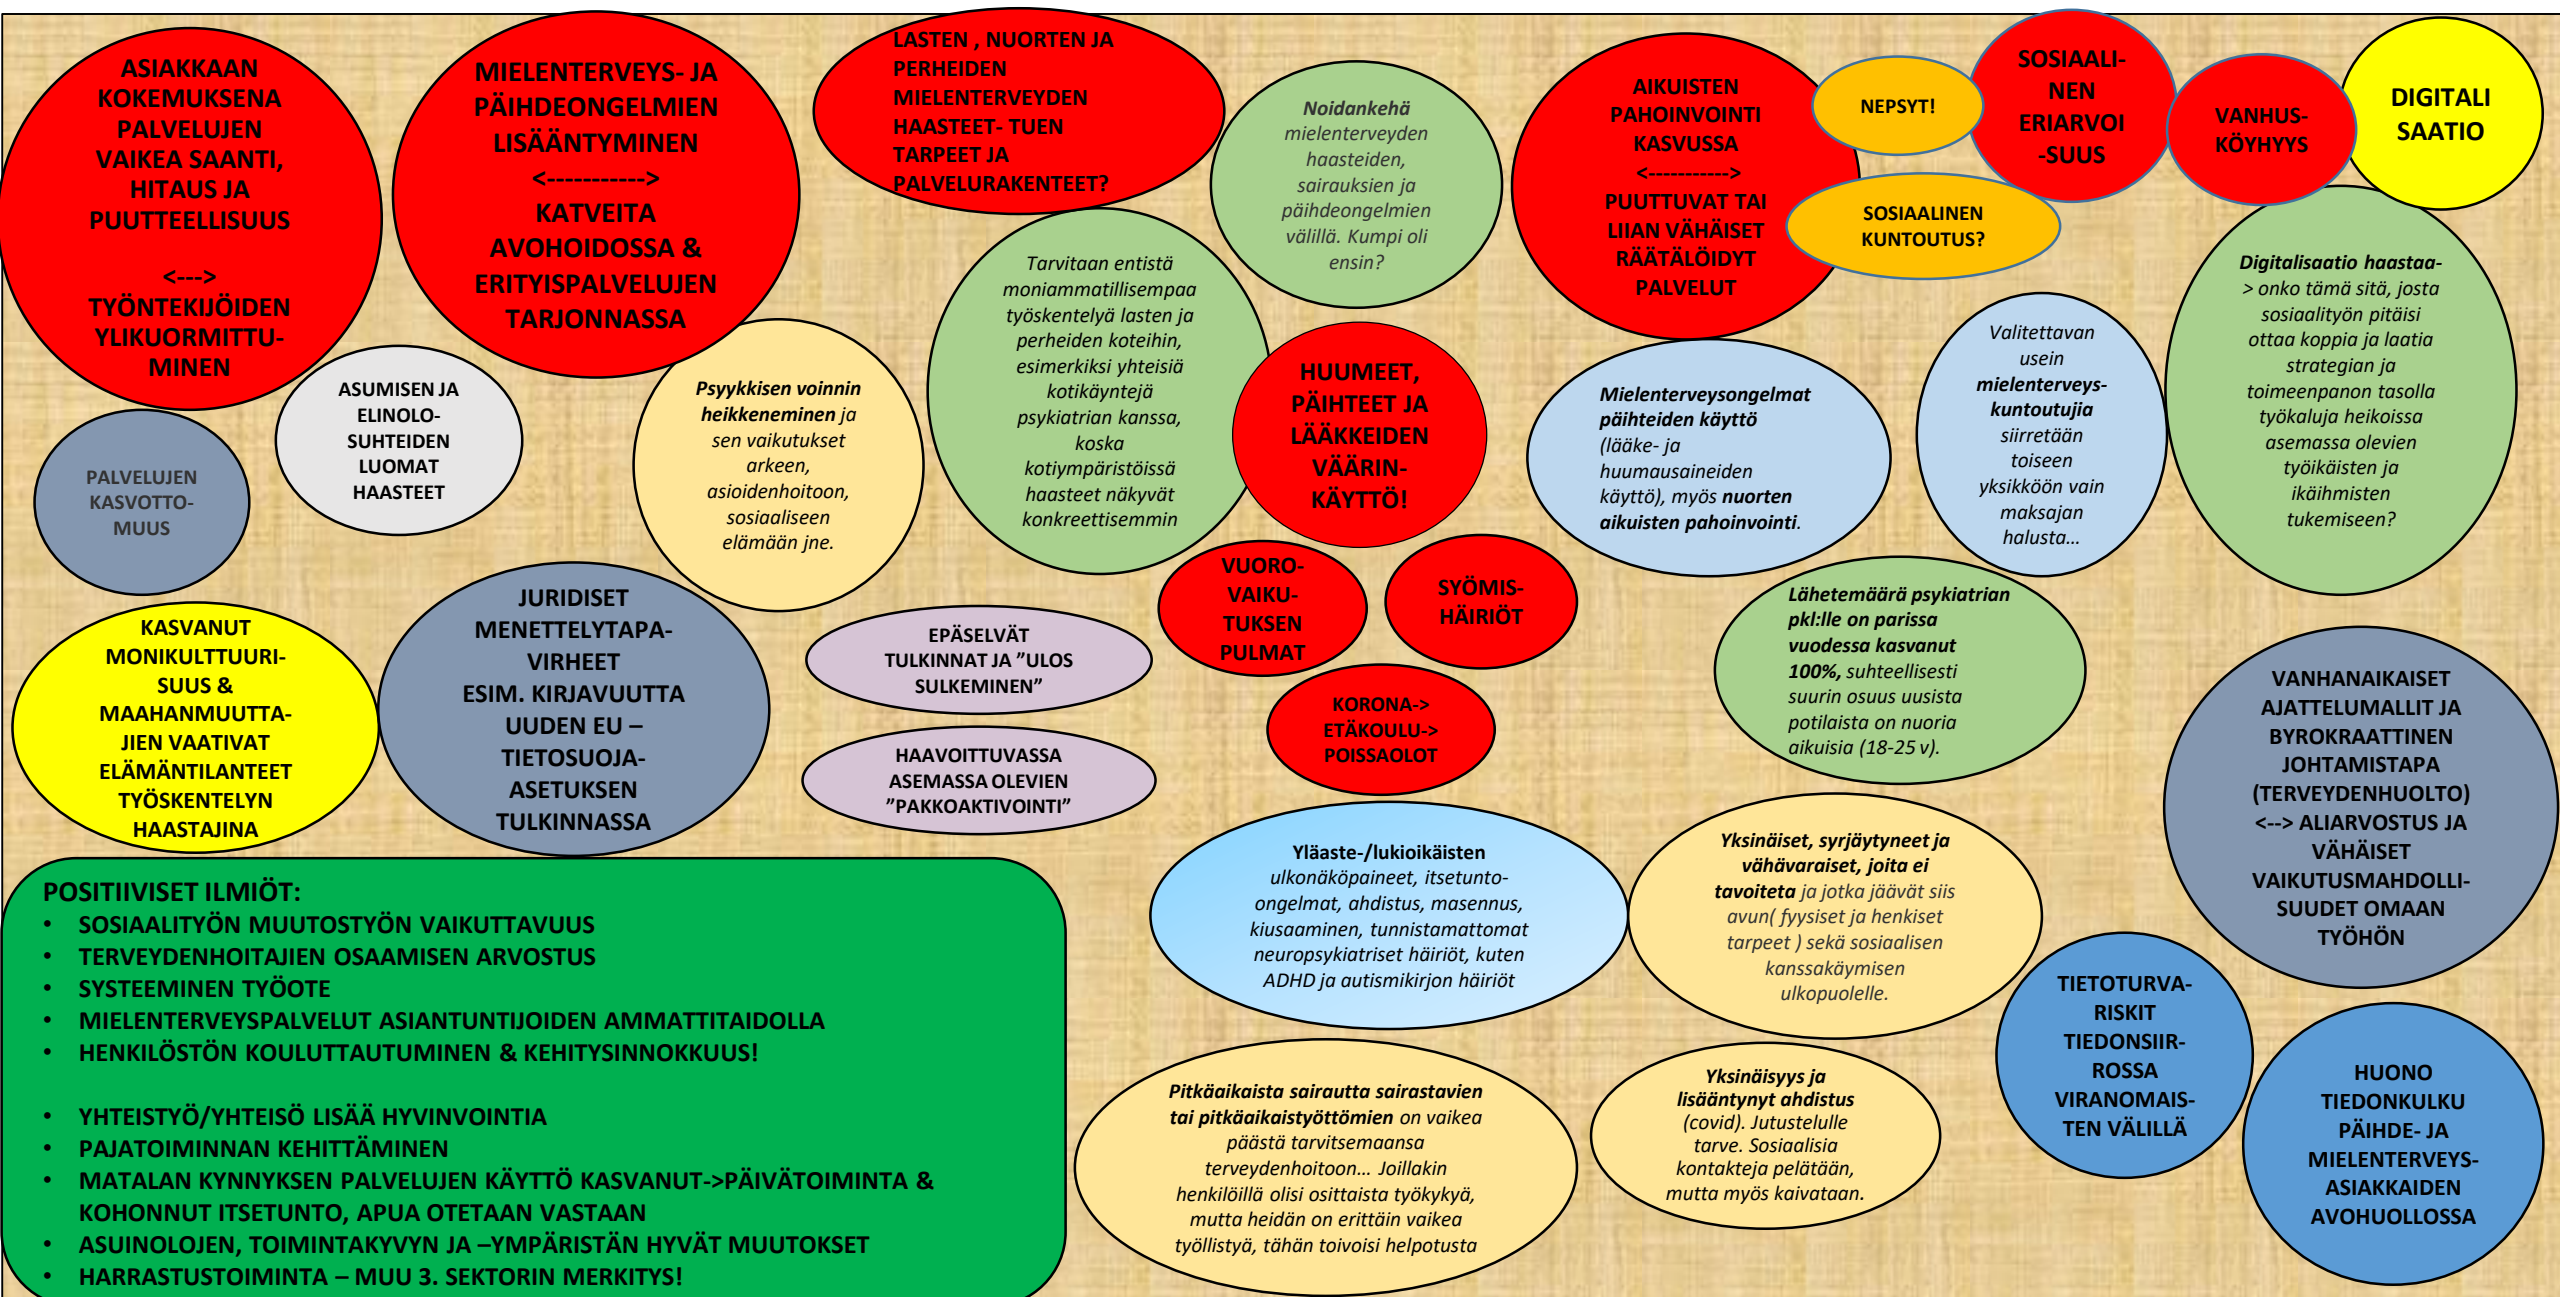 ASIAKKAAN
KOKEMUKSENA
PALVELUJEN
VAIKEA SAANTI,
HITAUS JA
PUUTTEELLISUUS
<--->
TYÖNTEKIJÖIDEN
YLIKUORMITTU-
MINEN
MIELENTERVEYS- JA
PÄIHDEONGELMIEN
LISÄÄNTYMINEN
<----------->
KATVEITA
AVOHOIDOSSA &
ERITYISPALVELUJEN
TARJONNASSA
LASTEN , NUORTEN JA
PERHEIDEN
MIELENTERVEYDEN
HAASTEET- TUEN
TARPEET JA
PALVELURAKENTEET?
Noidankehä
mielenterveyden
haasteiden,
sairauksien ja
päihdeongelmien
välillä. Kumpi oli
ensin?
AIKUISTEN
PAHOINVOINTI
KASVUSSA
<----------->
PUUTTUVAT TAI
LIIAN VÄHÄISET
RÄÄTÄLÖIDYT
PALVELUT
NEPSYT!
SOSIAALINEN
KUNTOUTUS?
SOSIAALI-
NEN
ERIARVOI
-SUUS
VANHUS-
KÖYHYYS
DIGITALI
SAATIO
Digitalisaatio haastaa-
> onko tämä sitä, josta
sosiaalityön pitäisi
ottaa koppia ja laatia
strategian ja
toimeenpanon tasolla
työkaluja heikoissa
asemassa olevien
työikäisten ja
ikäihmisten
tukemiseen?
Tarvitaan entistä
moniammatillisempaa
työskentelyä lasten ja
perheiden koteihin,
esimerkiksi yhteisiä
kotikäyntejä
psykiatrian kanssa,
koska
kotiympäristöissä
haasteet näkyvät
konkreettisemmin
HUUMEET,
PÄIHTEET JA
LÄÄKKEIDEN
VÄÄRIN-
KÄYTTÖ!
Mielenterveysongelmat
päihteiden käyttö
(lääke- ja
huumausaineiden
käyttö), myös nuorten
aikuisten pahoinvointi.
Valitettavan
usein
mielenterveys-
kuntoutujia
siirretään
toiseen
yksikköön vain
maksajan
halusta…
PALVELUJEN
KASVOTTO-
MUUS
ASUMISEN JA
ELINOLO-
SUHTEIDEN
LUOMAT
HAASTEET
Psyykkisen voinnin
heikkeneminen ja
sen vaikutukset
arkeen,
asioidenhoitoon,
sosiaaliseen
elämään jne.
KASVANUT
MONIKULTTUURI-
SUUS &
MAAHANMUUTTA-
JIEN VAATIVAT
ELÄMÄNTILANTEET
TYÖSKENTELYN
HAASTAJINA
JURIDISET
MENETTELYTAPA-
VIRHEET
ESIM. KIRJAVUUTTA
UUDEN EU –
TIETOSUOJA-
ASETUKSEN
TULKINNASSA
EPÄSELVÄT
TULKINNAT JA ”ULOS
SULKEMINEN”
HAAVOITTUVASSA
ASEMASSA OLEVIEN
”PAKKOAKTIVOINTI”
VUORO-
VAIKU-
TUKSEN
PULMAT
SYÖMIS-
HÄIRIÖT
KORONA->
ETÄKOULU->
POISSAOLOT
Lähetemäärä psykiatrian
pkl:lle on parissa
vuodessa kasvanut
100%, suhteellisesti
suurin osuus uusista
potilaista on nuoria
aikuisia (18-25 v).
VANHANAIKAISET
AJATTELUMALLIT JA
BYROKRAATTINEN
JOHTAMISTAPA
(TERVEYDENHUOLTO)
<--> ALIARVOSTUS JA
VÄHÄISET
VAIKUTUSMAHDOLLI-
SUUDET OMAAN
TYÖHÖN
Yläaste-/lukioikäisten
ulkonäköpaineet, itsetunto-
ongelmat, ahdistus, masennus,
kiusaaminen, tunnistamattomat
neuropsykiatriset häiriöt, kuten
ADHD ja autismikirjon häiriöt
Yksinäiset, syrjäytyneet ja
vähävaraiset, joita ei
tavoiteta ja jotka jäävät siis
avun( fyysiset ja henkiset
tarpeet ) sekä sosiaalisen
kanssakäymisen
ulkopuolelle.
POSITIIVISET ILMIÖT:
• SOSIAALITYÖN MUUTOSTYÖN VAIKUTTAVUUS
• TERVEYDENHOITAJIEN OSAAMISEN ARVOSTUS
• SYSTEEMINEN TYÖOTE
• MIELENTERVEYSPALVELUT ASIANTUNTIJOIDEN AMMATTITAIDOLLA
• HENKILÖSTÖN KOULUTTAUTUMINEN & KEHITYSINNOKKUUS!
• YHTEISTYÖ/YHTEISÖ LISÄÄ HYVINVOINTIA
• PAJATOIMINNAN KEHITTÄMINEN
• MATALAN KYNNYKSEN PALVELUJEN KÄYTTÖ KASVANUT->PÄIVÄTOIMINTA &
KOHONNUT ITSETUNTO, APUA OTETAAN VASTAAN
• ASUINOLOJEN, TOIMINTAKYVYN JA –YMPÄRISTÄN HYVÄT MUUTOKSET
• HARRASTUSTOIMINTA – MUU 3. SEKTORIN MERKITYS!
Pitkäaikaista sairautta sairastavien
tai pitkäaikaistyöttömien on vaikea
päästä tarvitsemaansa
terveydenhoitoon… Joillakin
henkilöillä olisi osittaista työkykyä,
mutta heidän on erittäin vaikea
työllistyä, tähän toivoisi helpotusta
Yksinäisyys ja
lisääntynyt ahdistus
(covid). Jutustelulle
tarve. Sosiaalisia
kontakteja pelätään,
mutta myös kaivataan.
TIETOTURVA-
RISKIT
TIEDONSIIR-
ROSSA
VIRANOMAIS-
TEN VÄLILLÄ
HUONO
TIEDONKULKU
PÄIHDE- JA
MIELENTERVEYS-
ASIAKKAIDEN
AVOHUOLLOSSA